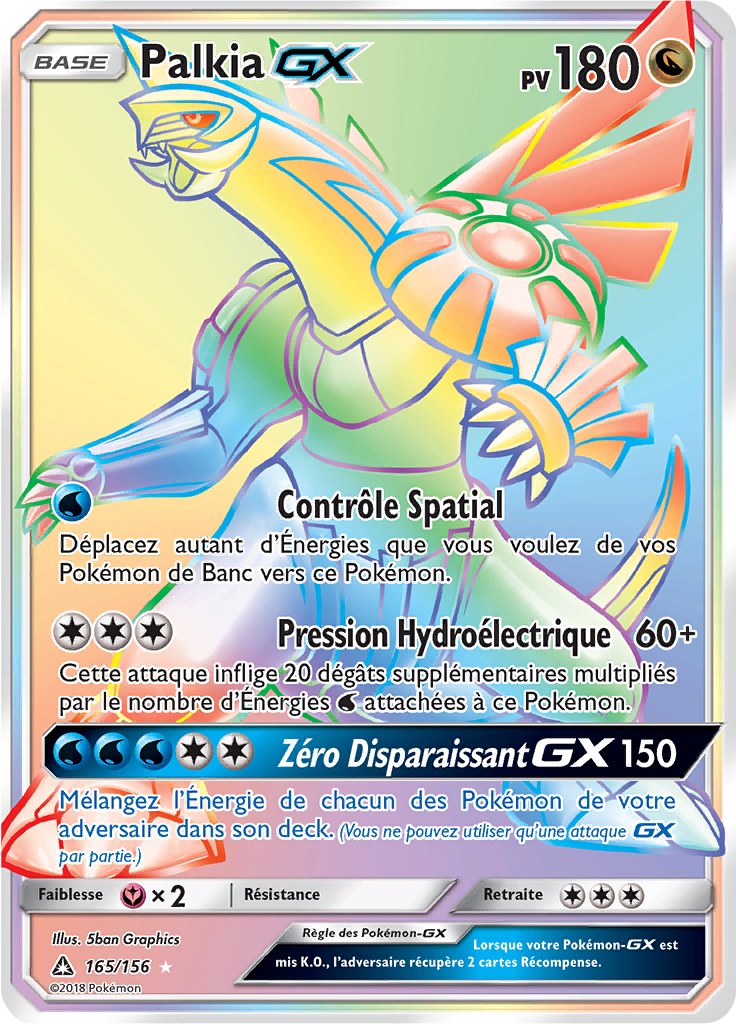 BASE Palkia GX PV 180
Contrôle Spatial
Déplacez autant d'Énergies que vous voulez de vos
Pokémon de Banc vers ce Pokémon.
Pression Hydroélectrique 60+
Cette attaque inflige 20 dégâts supplémentaires multipliés
par le nombre d'Énergies attachées à ce Pokémon.
Zéro Disparaissant GX 150
Mélangez l'Énergie de chacun des Pokémon de votre
adversaire dans son deck. (Vous ne pouvez utiliser qu'une attaque GX
par partie.)
Faiblesse × 2 Résistance Retraite
Illus. 5ban Graphics
165/156
©2018 Pokémon
Règle des Pokémon-GX
Lorsque votre Pokémon-GX est
mis K.O., l'adversaire récupère 2 cartes Récompense.